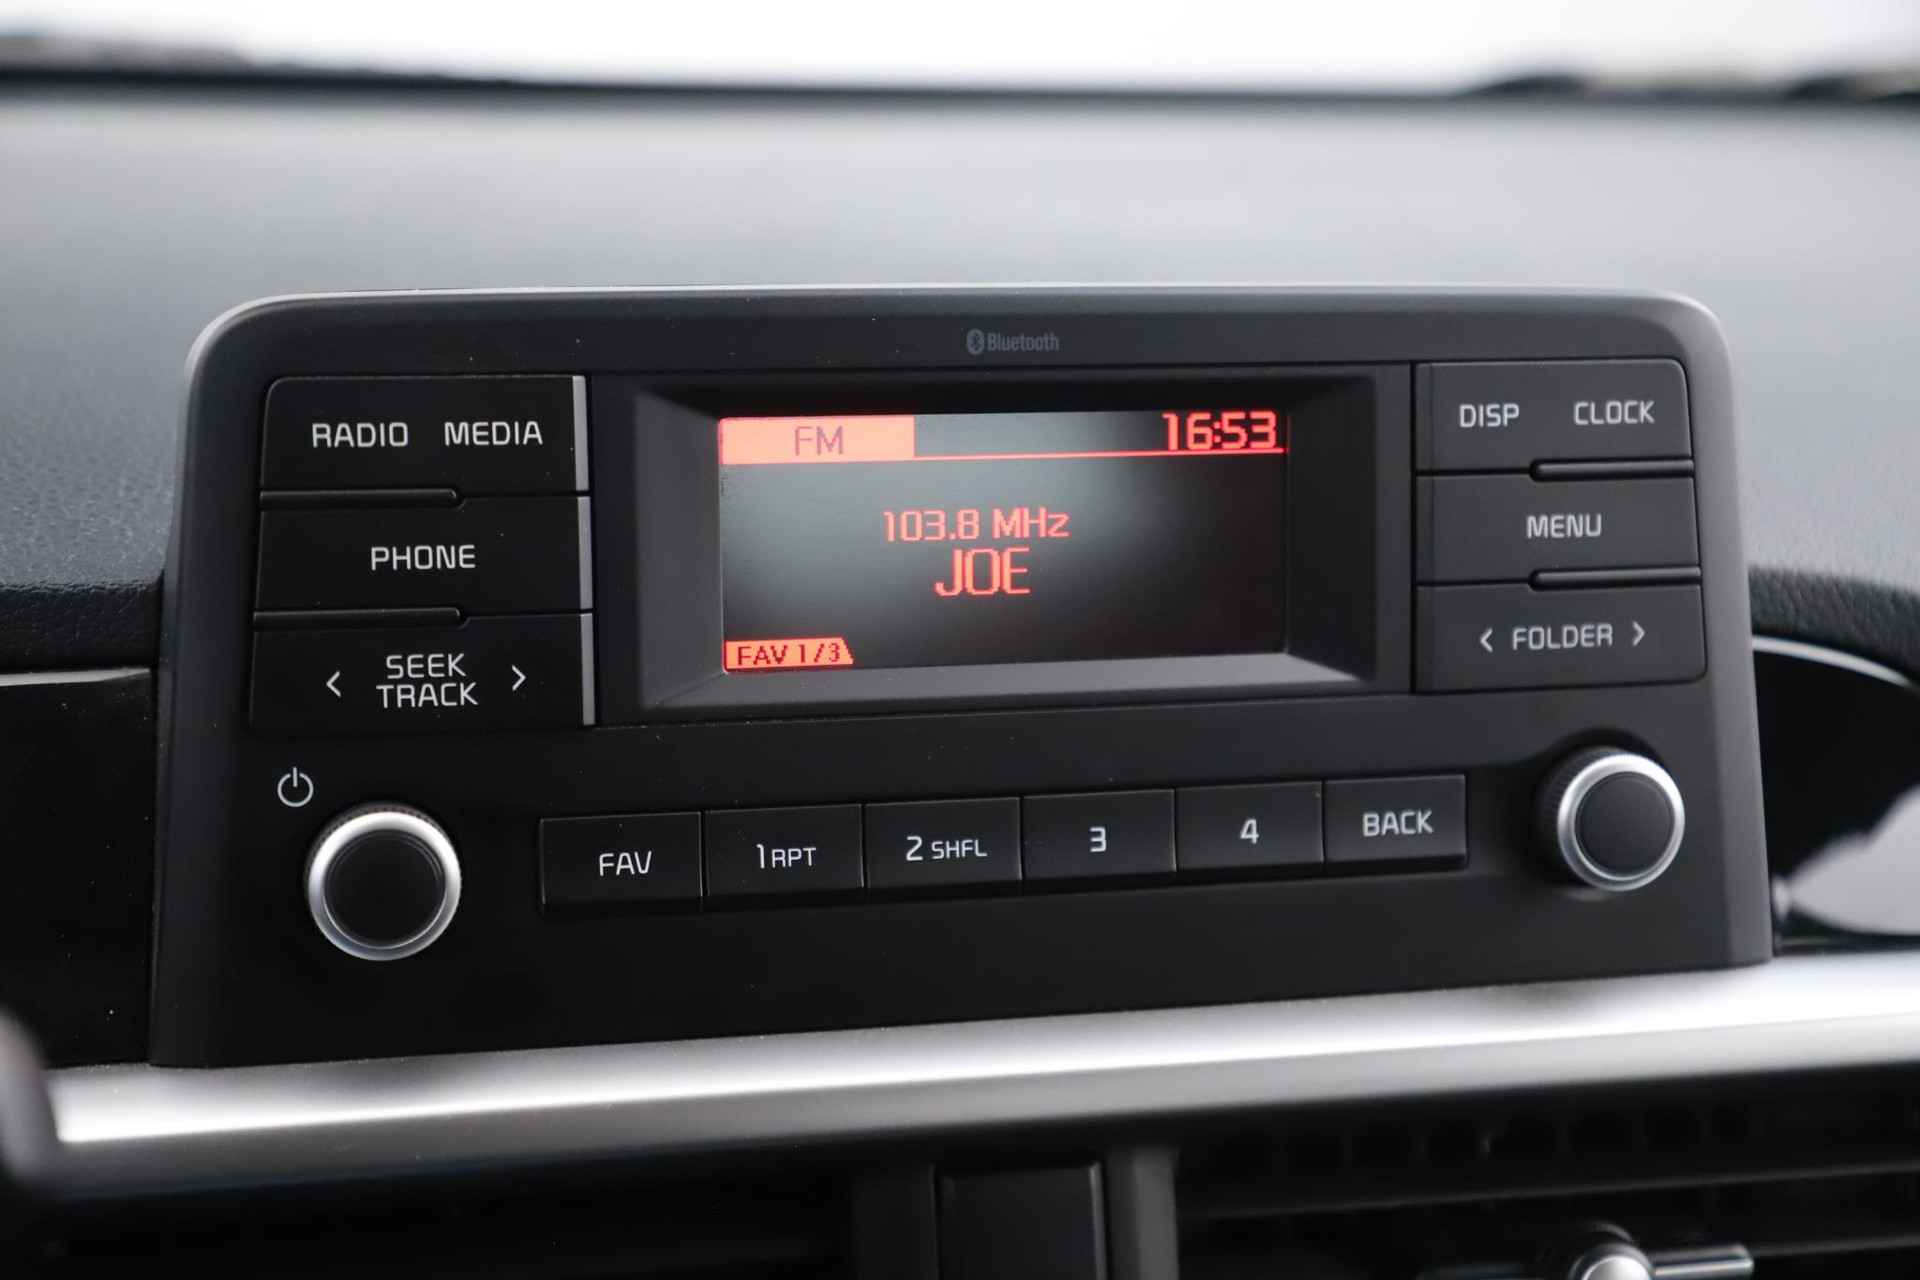 Bluetooth
RADIO MEDIA
PHONE
< SEEK TRACK >
FM 16:53
103.8 MHz
JOE
FAV 1/3
DISP CLOCK
MENU
< FOLDER >
FAV 1 RPT 2 SHFL 3 4 BACK